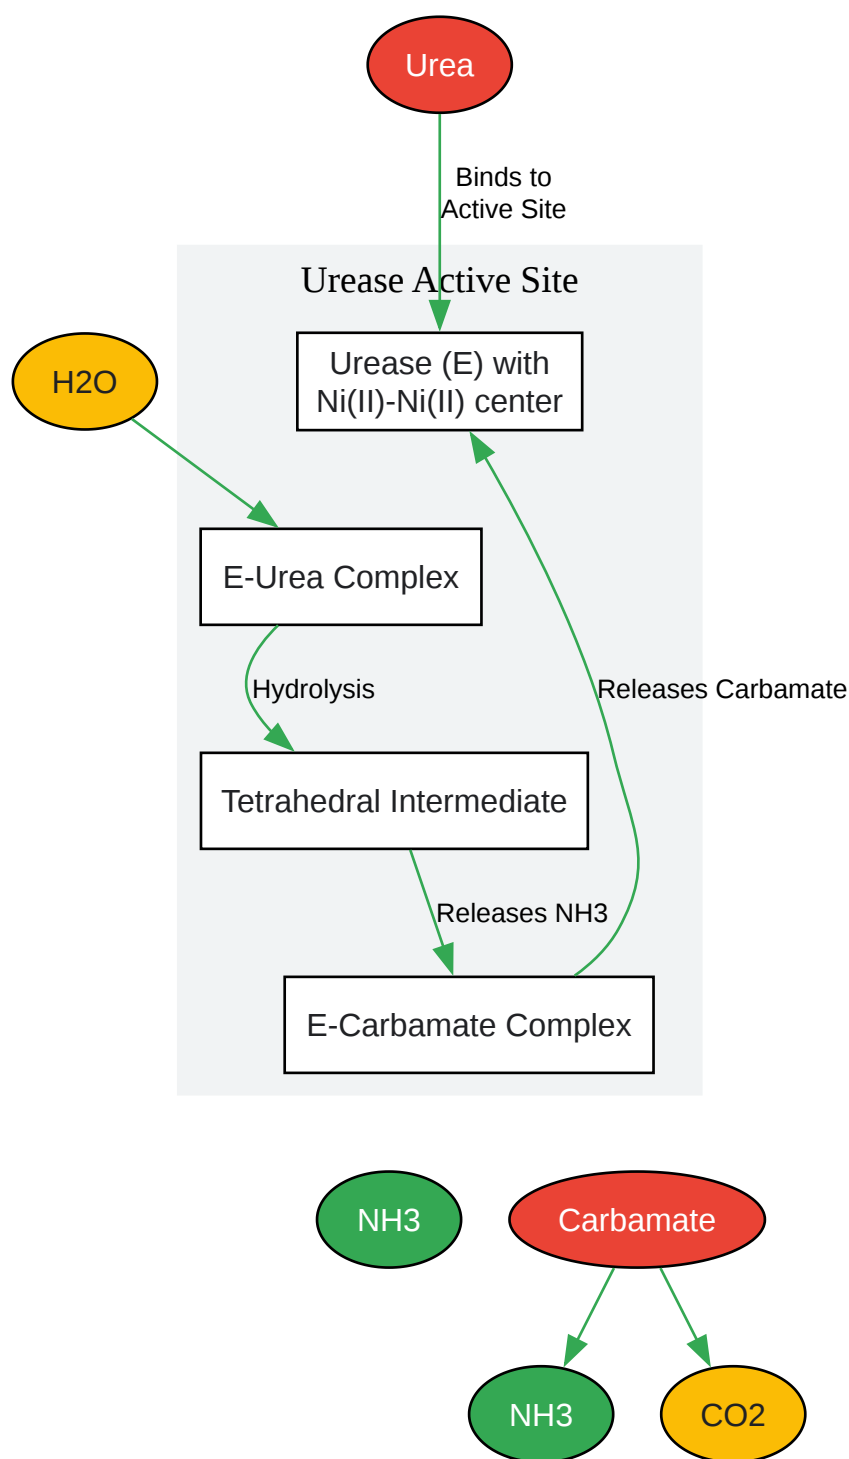 Urea
Binds to
Active Site
Urease Active Site
Urease (E) with
Ni(II)-Ni(II) center
H2O
E-Urea Complex
Hydrolysis
Releases Carbamate
Tetrahedral Intermediate
Releases NH3
E-Carbamate Complex
NH3
Carbamate
NH3
CO2